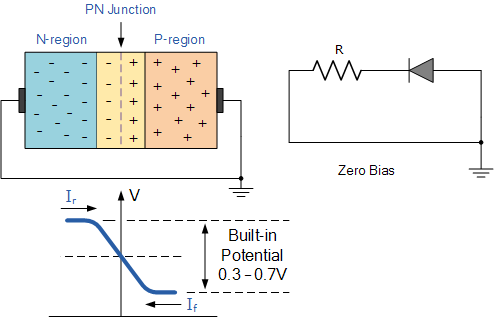 PN Junction
N-region
P-region
R
Zero Bias
Ir
V
Built-in
Potential
0.3 – 0.7V
If